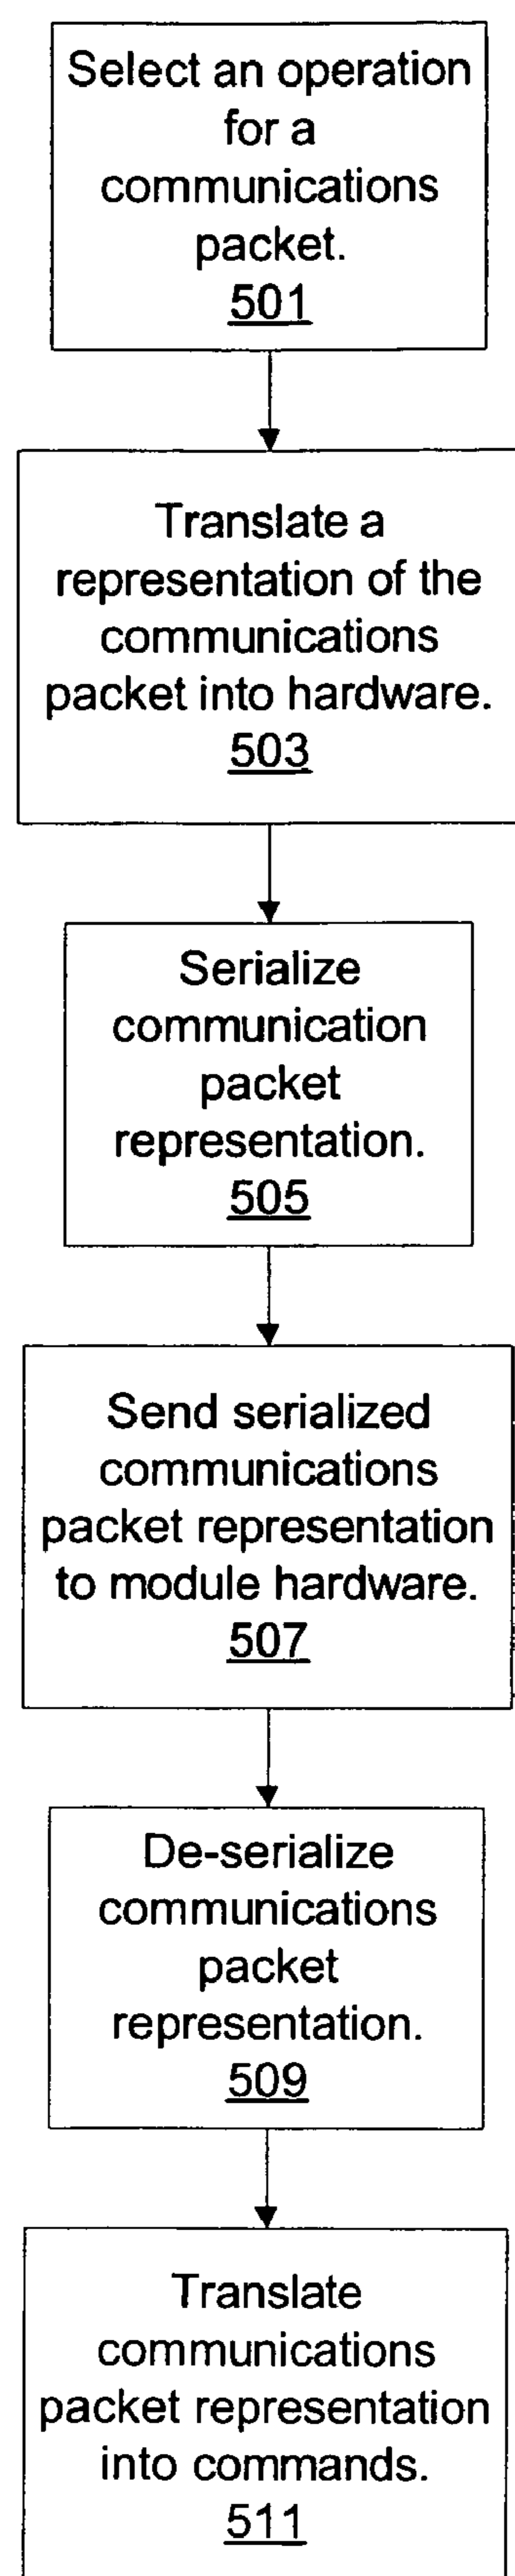 Select an operation
for a
communications
packet.
501
Translate a
representation of the
communications
packet into hardware.
503
Serialize
communication
packet
representation.
505
Send serialized
communications
packet representation
to module hardware.
507
De-serialize
communications
packet
representation.
509
Translate
communications
packet representation
into commands.
511